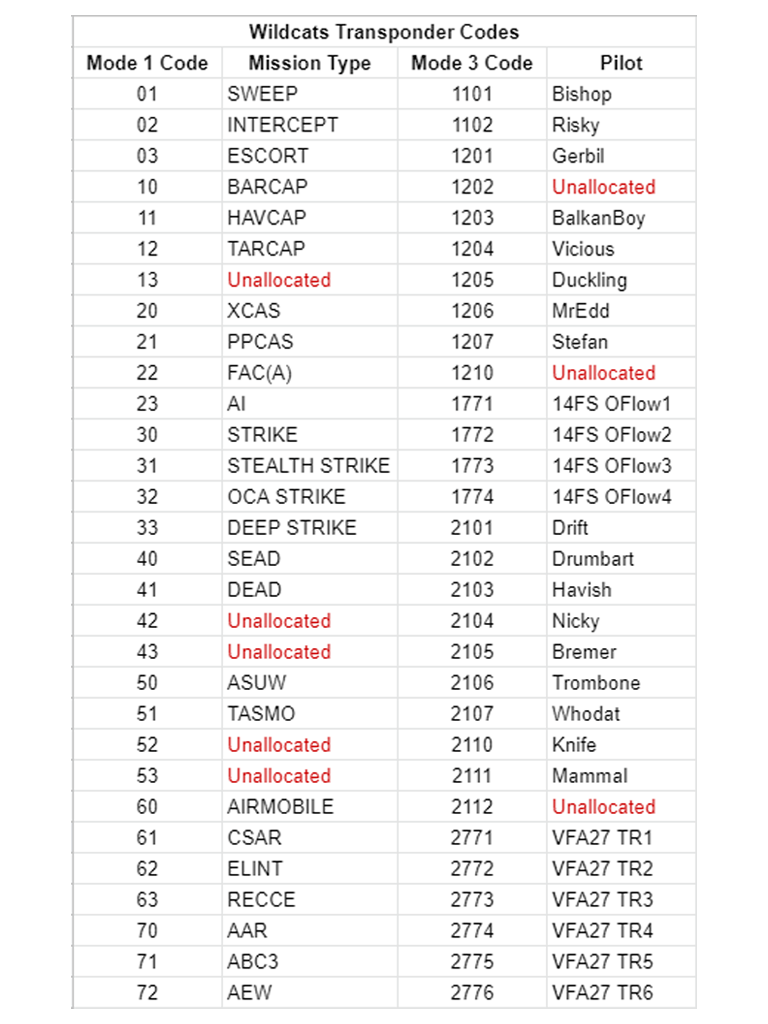 Wildcats Transponder Codes
Mode 1 Code Mission Type Mode 3 Code Pilot
01 SWEEP 1101 Bishop
02 INTERCEPT 1102 Risky
03 ESCORT 1201 Gerbil
10 BARCAP 1202 Unallocated
11 HAVCAP 1203 BalkanBoy
12 TARCAP 1204 Vicious
13 Unallocated 1205 Duckling
20 XCAS 1206 MrEdd
21 PPCAS 1207 Stefan
22 FAC(A) 1210 Unallocated
23 AI 1771 14FS OFlow1
30 STRIKE 1772 14FS OFlow2
31 STEALTH STRIKE 1773 14FS OFlow3
32 OCA STRIKE 1774 14FS OFlow4
33 DEEP STRIKE 2101 Drift
40 SEAD 2102 Drumbart
41 DEAD 2103 Havish
42 Unallocated 2104 Nicky
43 Unallocated 2105 Bremer
50 ASUW 2106 Trombone
51 TASMO 2107 Whodat
52 Unallocated 2110 Knife
53 Unallocated 2111 Mammal
60 AIRMOBILE 2112 Unallocated
61 CSAR 2771 VFA27 TR1
62 ELINT 2772 VFA27 TR2
63 RECCE 2773 VFA27 TR3
70 AAR 2774 VFA27 TR4
71 ABC3 2775 VFA27 TR5
72 AEW 2776 VFA27 TR6